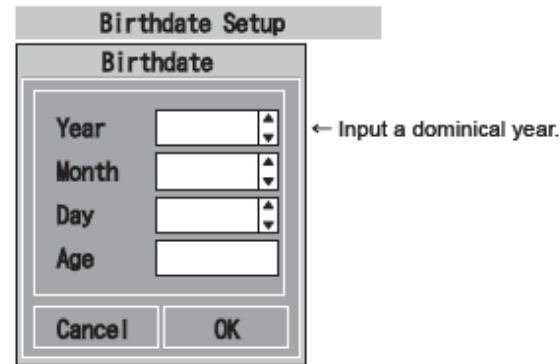 Birthdate Setup
Birthdate
Year
← Input a dominical year.
Month
Day
Age
Cancel OK